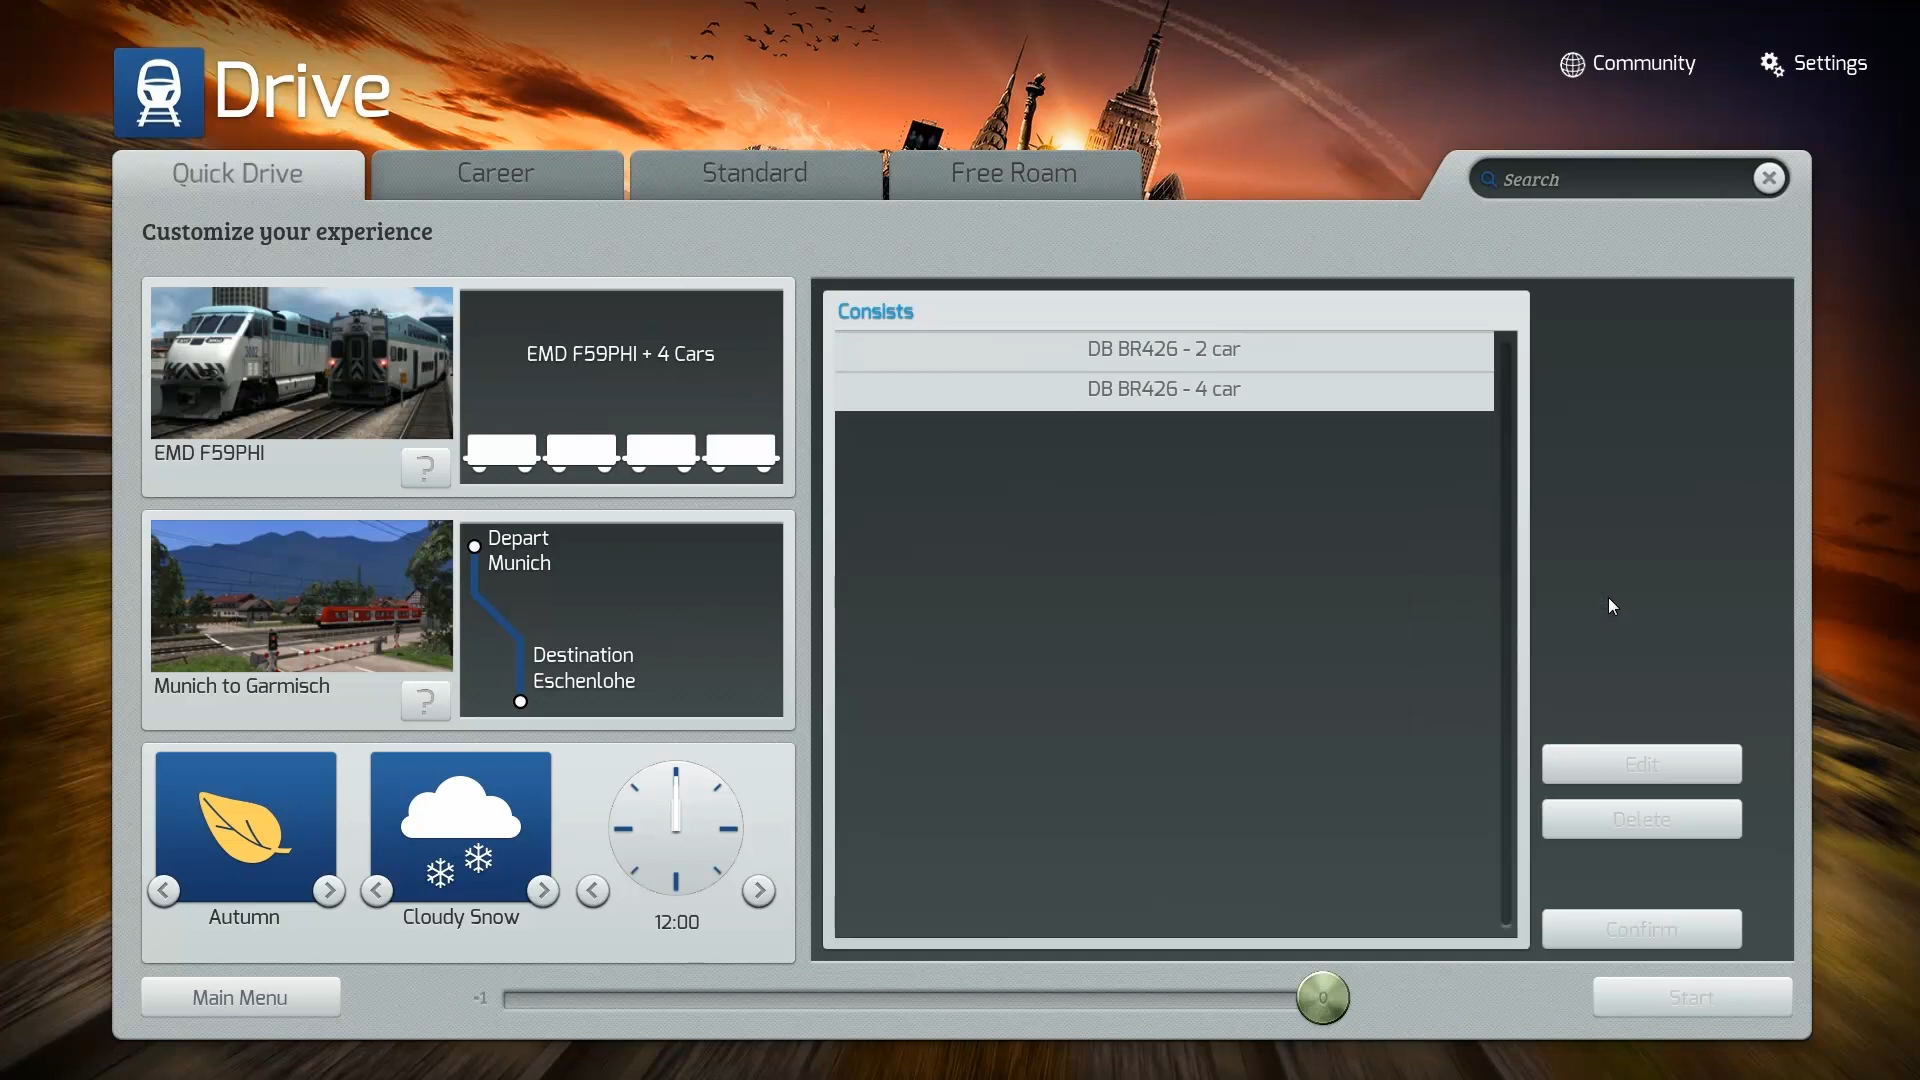 Drive
Community
Settings
Quick Drive
Career
Standard
Free Roam
Search
Customize your experience
EMD F59PHI + 4 Cars
EMD F59PHI
?
Depart
Munich
Destination
Eschenlohe
Munich to Garmisch
?
Autumn
Cloudy Snow
12:00
Consists
DB BR426 - 2 car
DB BR426 - 4 car
Edit
Delete
Confirm
Main Menu
-1
0
Start